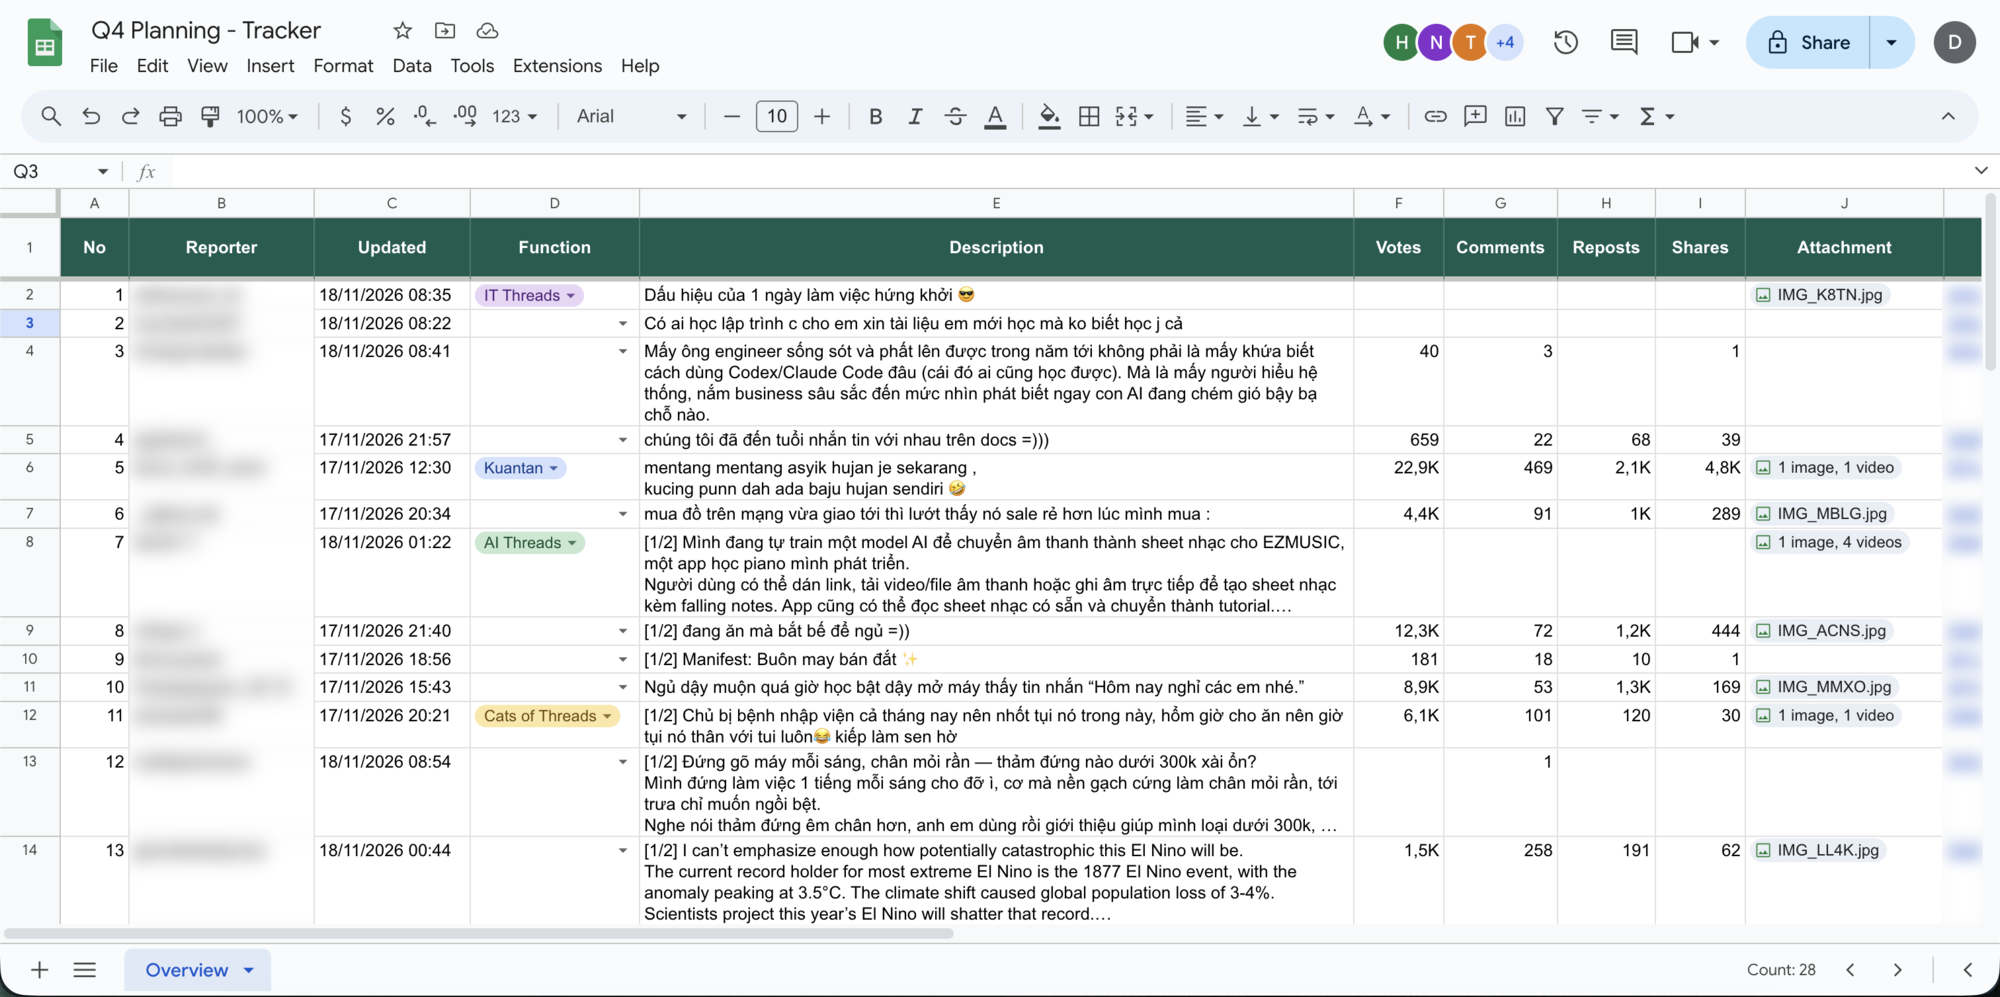 Q4 Planning - Tracker
H N T +4
Share
D
File Edit View Insert Format Data Tools Extensions Help
100% $ % .0 .00 123 Arial 10 B I S A Σ
Q3 fx
A B C D E F G H I J
1 No Reporter Updated Function Description Votes Comments Reposts Shares Attachment
2 1 18/11/2026 08:35 IT Threads Dấu hiệu của 1 ngày làm việc hứng khởi 😎 IMG_K8TN.jpg
3 2 18/11/2026 08:22 Có ai học lập trình c cho em xin tài liệu em mới học mà ko biết học j cả
4 3 18/11/2026 08:41 Mấy ông engineer sống sót và phất lên được trong năm tới không phải là mấy khứa biết 40 3 1
cách dùng Codex/Claude Code đâu (cái đó ai cũng học được). Mà là mấy người hiểu hệ
thống, nắm business sâu sắc đến mức nhìn phát biết ngay con AI đang chém gió bậy bạ
chỗ nào.
5 4 17/11/2026 21:57 chúng tôi đã đến tuổi nhắn tin với nhau trên docs =))) 659 22 68 39
6 5 17/11/2026 12:30 Kuantan mentang mentang asyik hujan je sekarang , 22,9K 469 2,1K 4,8K 1 image, 1 video
kucing punn dah ada baju hujan sendiri 🤣
7 6 17/11/2026 20:34 mua đồ trên mạng vừa giao tới thì lướt thấy nó sale rẻ hơn lúc mình mua : 4,4K 91 1K 289 IMG_MBLG.jpg
8 7 18/11/2026 01:22 AI Threads [1/2] Mình đang tự train một model AI để chuyển âm thanh thành sheet nhạc cho EZMUSIC, 1 image, 4 videos
một app học piano mình phát triển.
Người dùng có thể dán link, tải video/file âm thanh hoặc ghi âm trực tiếp để tạo sheet nhạc
kèm falling notes. App cũng có thể đọc sheet nhạc có sẵn và chuyển thành tutorial.…
9 8 17/11/2026 21:40 [1/2] đang ăn mà bắt bế để ngủ =)) 12,3K 72 1,2K 444 IMG_ACNS.jpg
10 9 17/11/2026 18:56 [1/2] Manifest: Buôn may bán đắt ✨ 181 18 10 1
11 10 17/11/2026 15:43 Ngủ dậy muộn quá giờ học bật dậy mở máy thấy tin nhắn “Hôm nay nghỉ các em nhé.” 8,9K 53 1,3K 169 IMG_MMXO.jpg
12 11 17/11/2026 20:21 Cats of Threads [1/2] Chủ bị bệnh nhập viện cả tháng nay nên nhốt tụi nó trong này, hổm giờ cho ăn nên giờ 6,1K 101 120 30 1 image, 1 video
tụi nó thân với tui luôn😂 kiếp làm sen hờ
13 12 18/11/2026 08:54 [1/2] Đứng gõ máy mỗi sáng, chân mỏi rần — thảm đứng nào dưới 300k xài ổn? 1
Mình đứng làm việc 1 tiếng mỗi sáng cho đỡ ì, cơ mà nền gạch cứng làm chân mỏi rần, tới
trưa chỉ muốn ngồi bệt.
Nghe nói thảm đứng êm chân hơn, anh em dùng rồi giới thiệu giúp mình loại dưới 300k, …
14 13 18/11/2026 00:44 [1/2] I can’t emphasize enough how potentially catastrophic this El Nino will be. 1,5K 258 191 62 IMG_LL4K.jpg
The current record holder for most extreme El Nino is the 1877 El Nino event, with the
anomaly peaking at 3.5°C. The climate shift caused global population loss of 3-4%.
Scientists project this year’s El Nino will shatter that record.…
Overview Count: 28